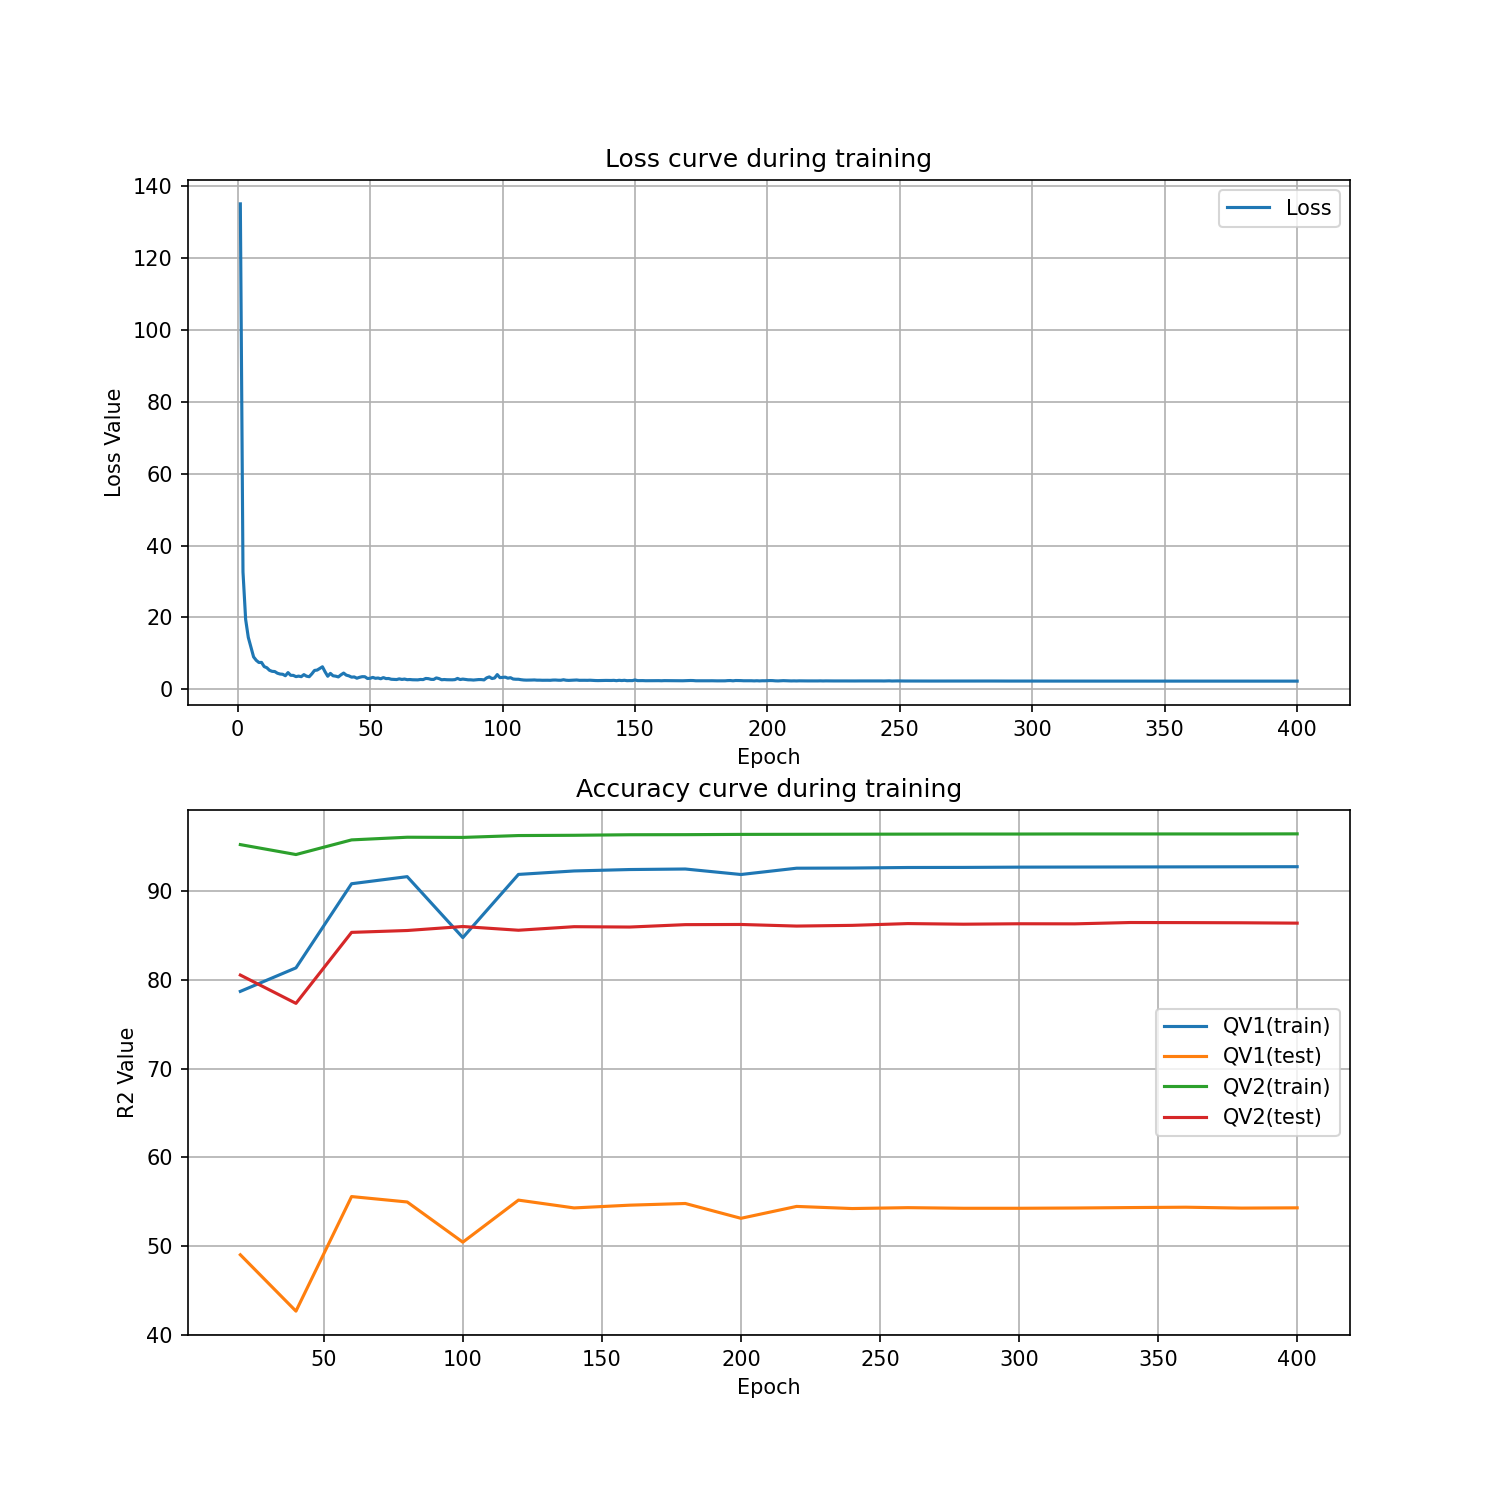 Loss curve during training
140
120
100
80
60
40
20
0
Loss Value
Loss
0 50 100 150 200 250 300 350 400
Epoch
Accuracy curve during training
90
80
70
60
50
40
R2 Value
QV1(train)
QV1(test)
QV2(train)
QV2(test)
50 100 150 200 250 300 350 400
Epoch